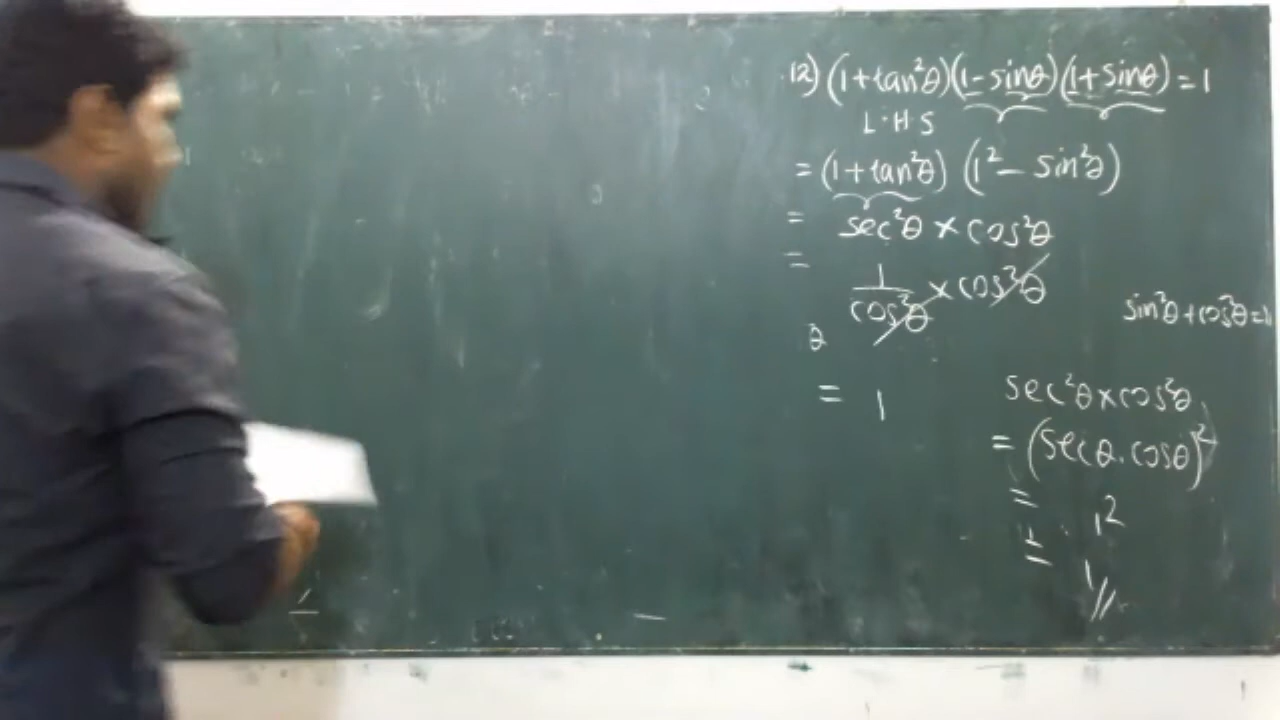 12) (1+tan²θ)(1-sinθ)(1+sinθ)=1
L.H.S
= (1+tan²θ) (1²- sin²θ)
= sec²θ × cos²θ
= 1/cos²θ × cos²θ
θ
= 1
sin²θ+cos²θ=1
sec²θ×cos²θ
= (secθ.cosθ)²
= 1²
= 1//